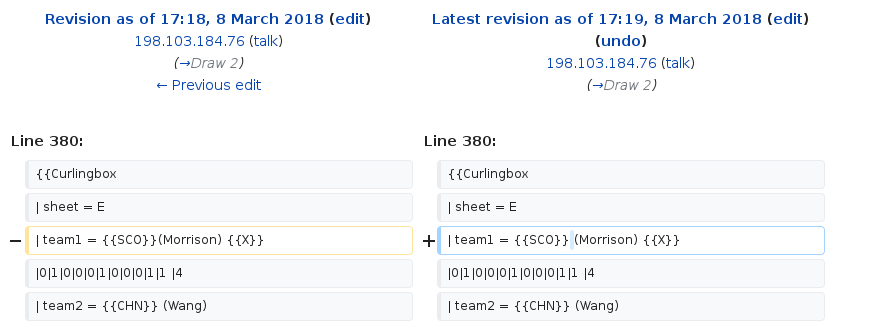 Revision as of 17:18, 8 March 2018 (edit)
198.103.184.76 (talk)
(→Draw 2)
← Previous edit
Latest revision as of 17:19, 8 March 2018 (edit)
(undo)
198.103.184.76 (talk)
(→Draw 2)
Line 380:
Line 380:
{{Curlingbox
{{Curlingbox
| sheet = E
| sheet = E
− | team1 = {{SCO}}(Morrison) {{X}}
+ | team1 = {{SCO}} (Morrison) {{X}}
|0|1|0|0|0|1|0|0|0|1|1 |4
|0|1|0|0|0|1|0|0|0|1|1 |4
| team2 = {{CHN}} (Wang)
| team2 = {{CHN}} (Wang)